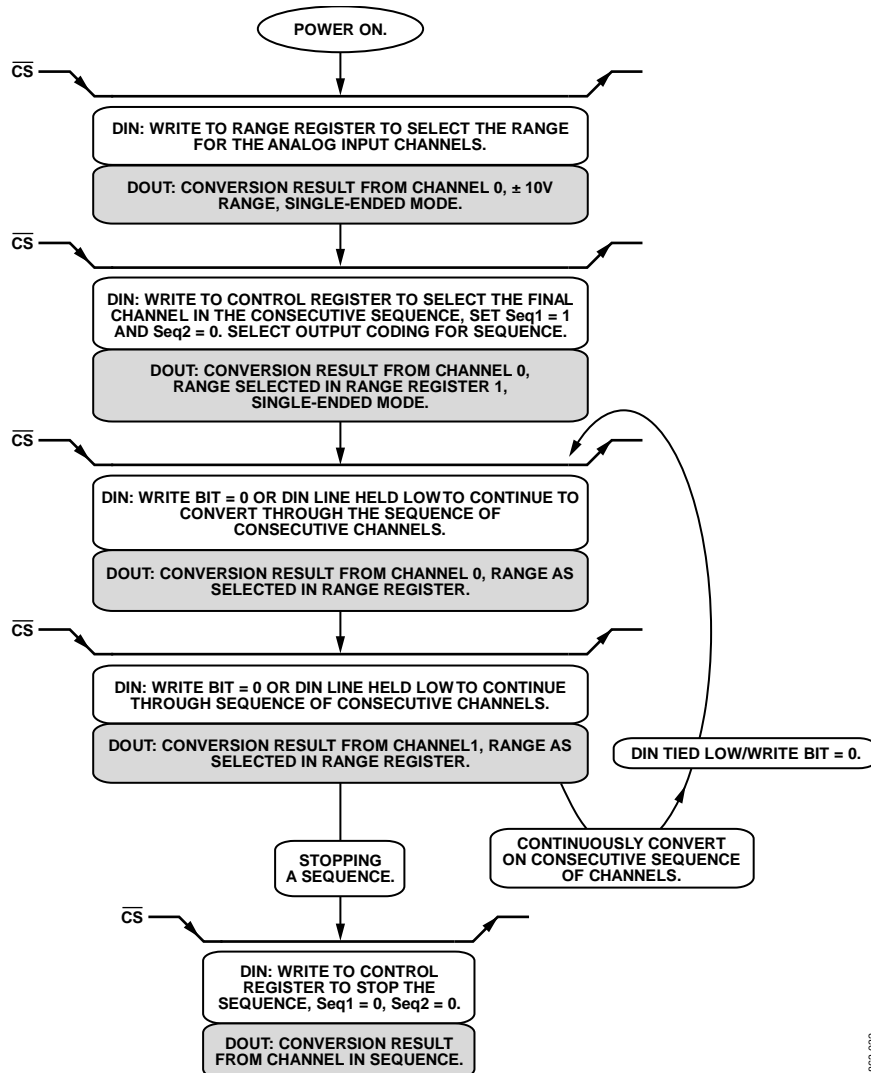 POWER ON.
CS
DIN: WRITE TO RANGE REGISTER TO SELECT THE RANGE
FOR THE ANALOG INPUT CHANNELS.
DOUT: CONVERSION RESULT FROM CHANNEL 0, ± 10V
RANGE, SINGLE-ENDED MODE.
CS
DIN: WRITE TO CONTROL REGISTER TO SELECT THE FINAL
CHANNEL IN THE CONSECUTIVE SEQUENCE, SET Seq1 = 1
AND Seq2 = 0. SELECT OUTPUT CODING FOR SEQUENCE.
DOUT: CONVERSION RESULT FROM CHANNEL 0,
RANGE SELECTED IN RANGE REGISTER 1,
SINGLE-ENDED MODE.
CS
DIN: WRITE BIT = 0 OR DIN LINE HELD LOW TO CONTINUE TO
CONVERT THROUGH THE SEQUENCE OF
CONSECUTIVE CHANNELS.
DOUT: CONVERSION RESULT FROM CHANNEL 0, RANGE AS
SELECTED IN RANGE REGISTER.
CS
DIN: WRITE BIT = 0 OR DIN LINE HELD LOW TO CONTINUE
THROUGH SEQUENCE OF CONSECUTIVE CHANNELS.
DOUT: CONVERSION RESULT FROM CHANNEL1, RANGE AS
SELECTED IN RANGE REGISTER.
DIN TIED LOW/WRITE BIT = 0.
CONTINUOUSLY CONVERT
ON CONSECUTIVE SEQUENCE
OF CHANNELS.
STOPPING
A SEQUENCE.
CS
DIN: WRITE TO CONTROL
REGISTER TO STOP THE
SEQUENCE, Seq1 = 0, Seq2 = 0.
DOUT: CONVERSION RESULT
FROM CHANNEL IN SEQUENCE.